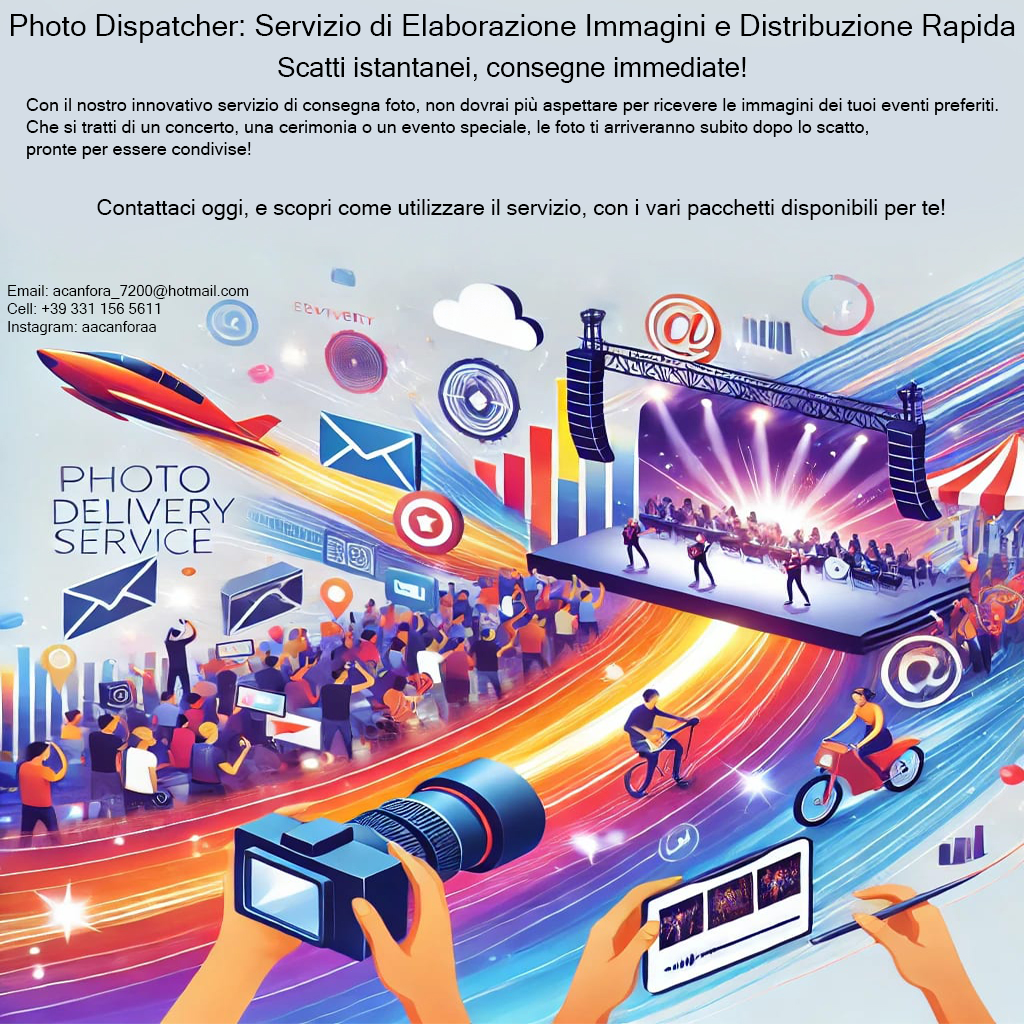 Photo Dispatcher: Servizio di Elaborazione Immagini e Distribuzione Rapida
Scatti istantanei, consegne immediate!
Con il nostro innovativo servizio di consegna foto, non dovrai più aspettare per ricevere le immagini dei tuoi eventi preferiti.
Che si tratti di un concerto, una cerimonia o un evento speciale, le foto ti arriveranno subito dopo lo scatto,
pronte per essere condivise!
Contattaci oggi, e scopri come utilizzare il servizio, con i vari pacchetti disponibili per te!
Email: acanfora_7200@hotmail.com
Cell: +39 331 156 5611
Instagram: aacanforaa
@
PHOTO
DELIVERY
SERVICE
@